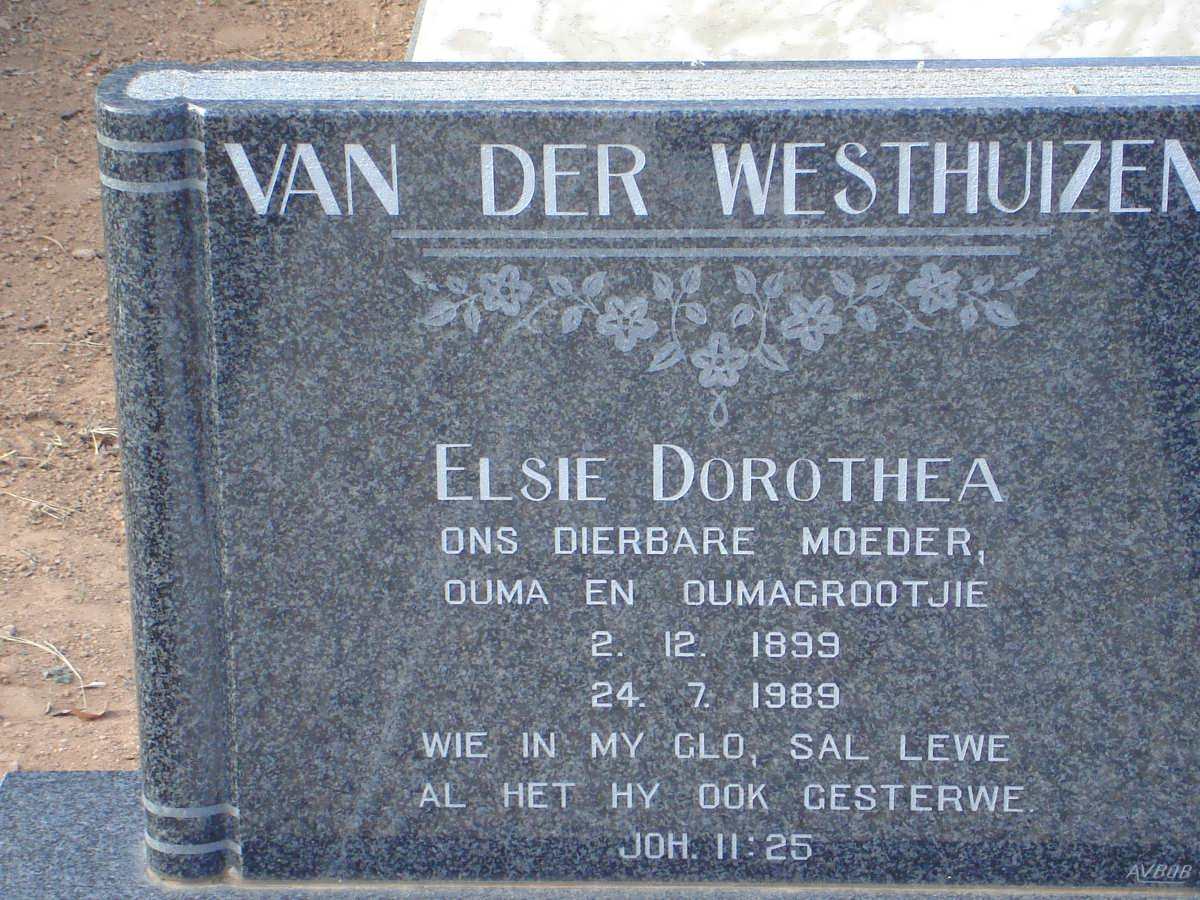 VAN DER WESTHUIZEN
ELSIE DOROTHEA
ONS DIERBARE MOEDER,
OUMA EN OUMAGROOTJIE
2. 12. 1899
24. 7. 1989
WIE IN MY GLO, SAL LEWE
AL HET HY OOK GESTERWE.
JOH. 11:25
AVBOB